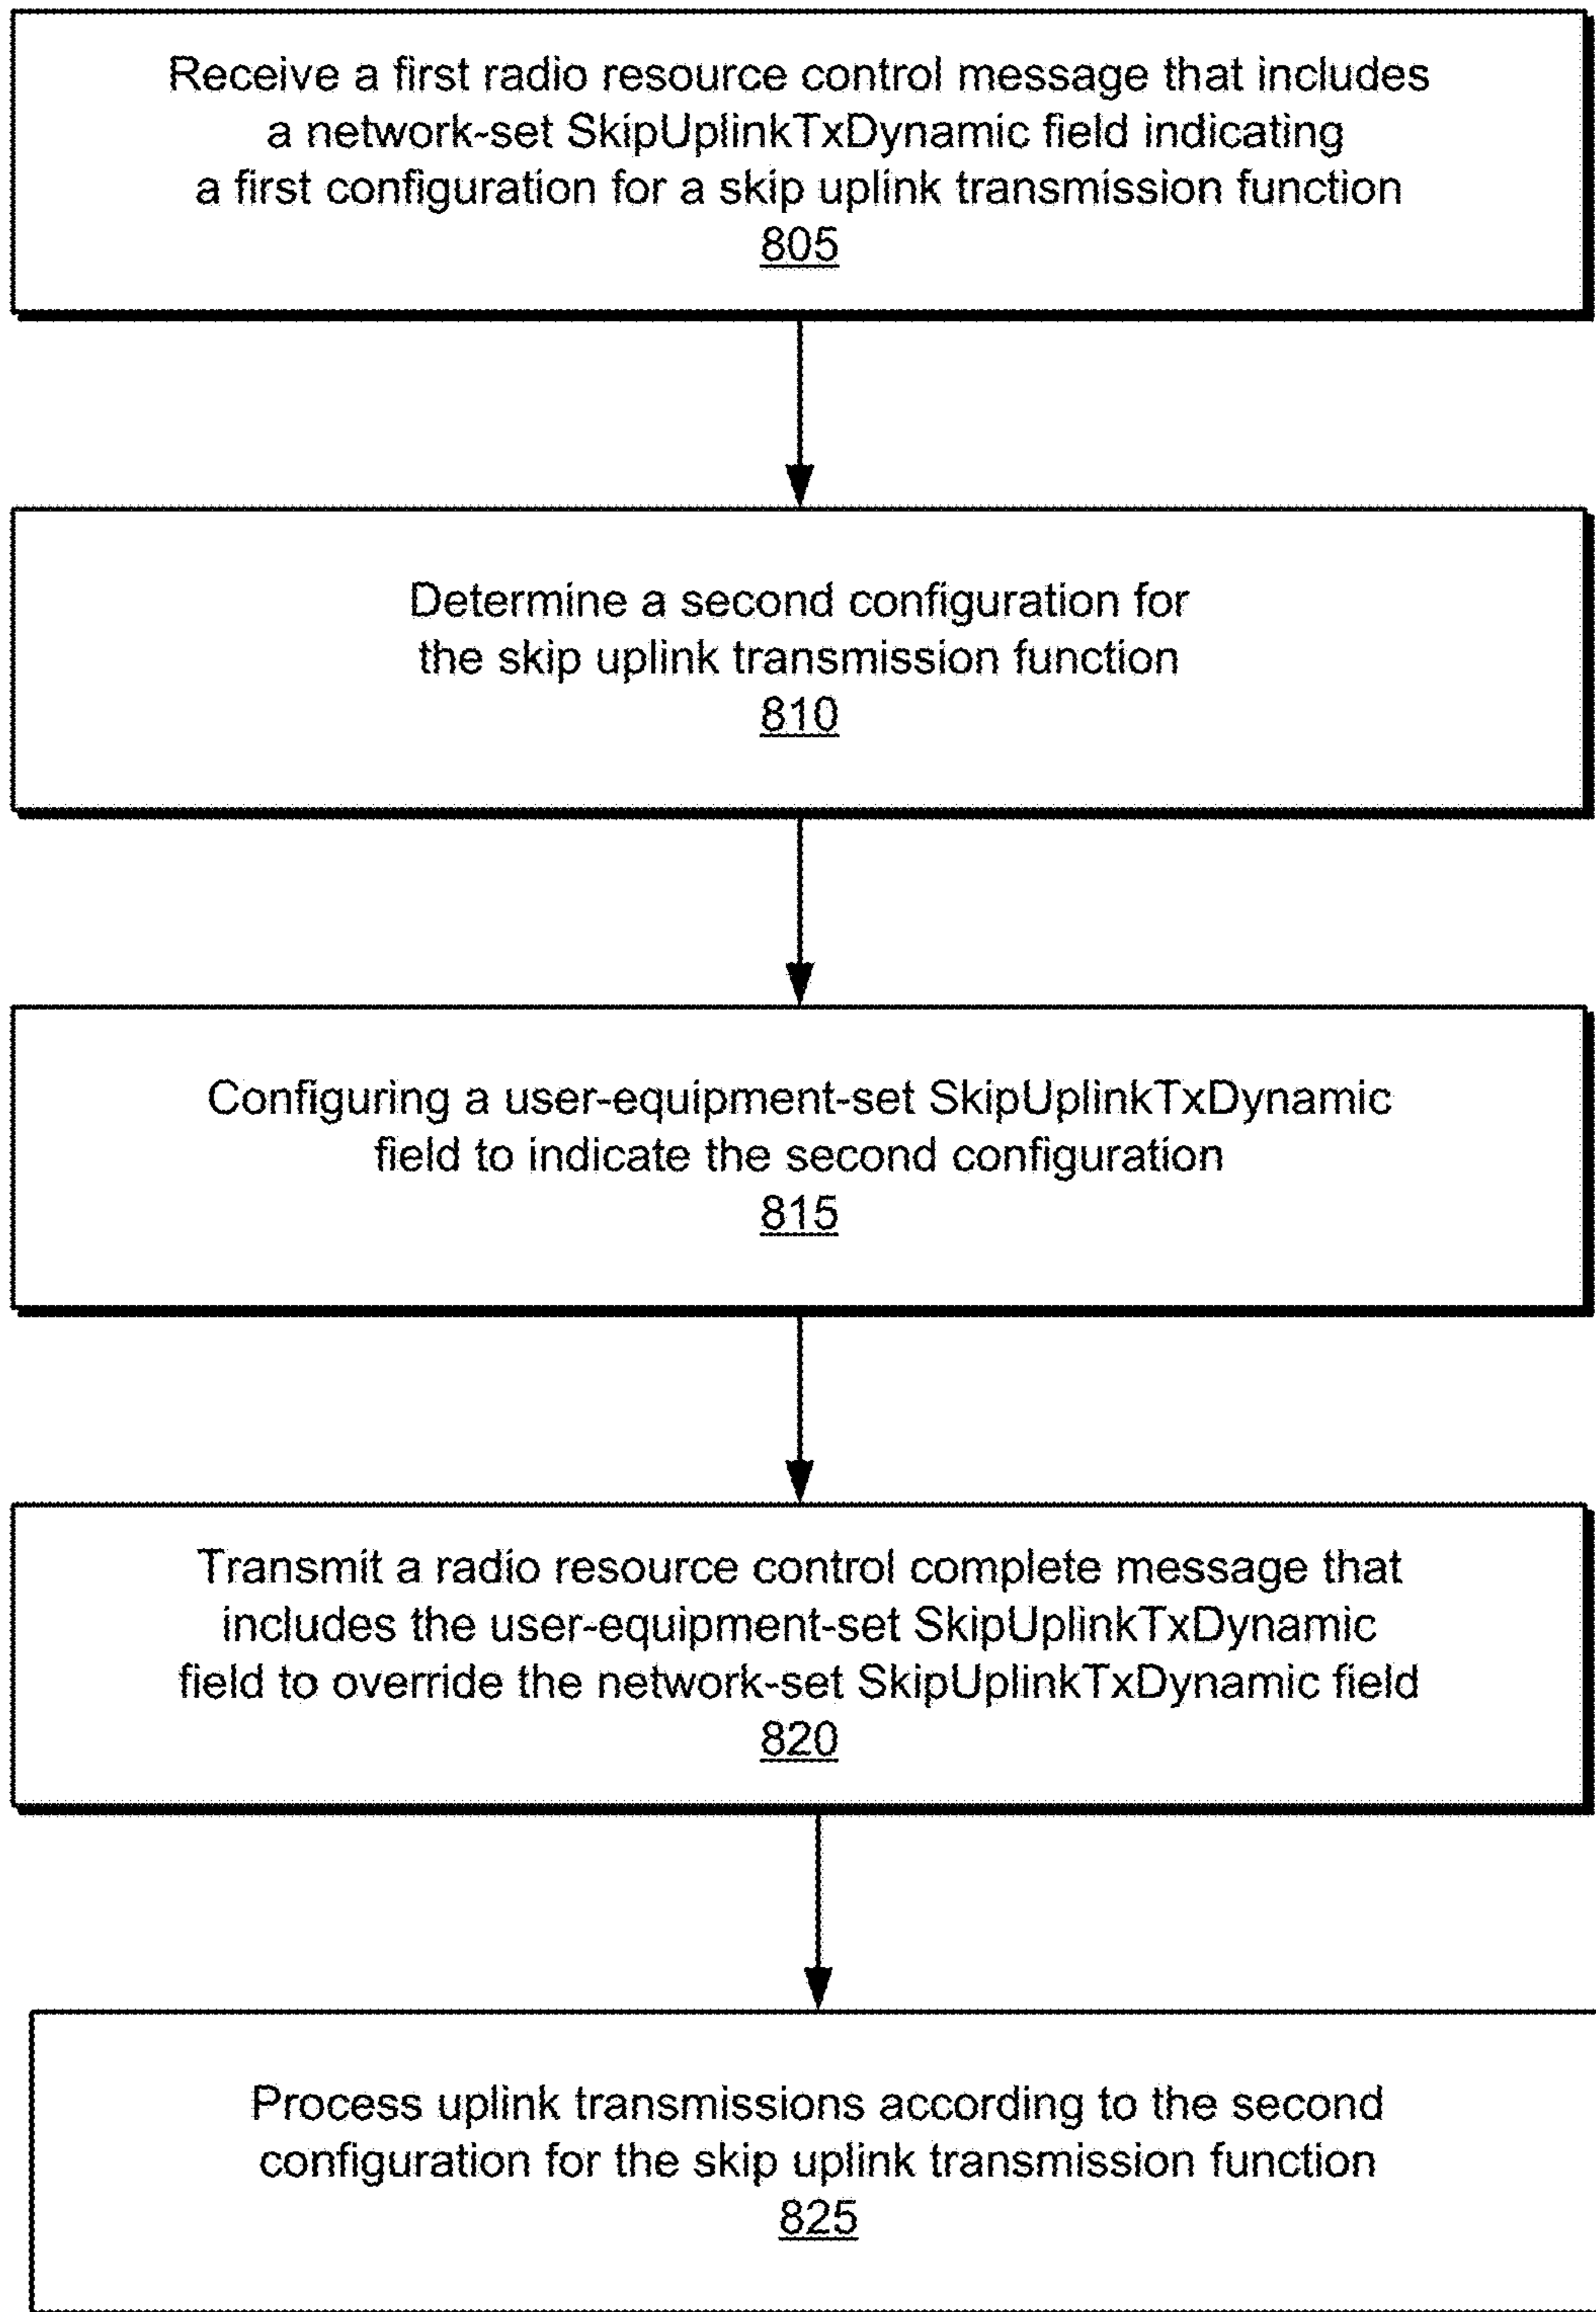 Receive a first radio resource control message that includes
a network-set SkipUplinkTxDynamic field indicating
a first configuration for a skip uplink transmission function
805
Determine a second configuration for
the skip uplink transmission function
810
Configuring a user-equipment-set SkipUplinkTxDynamic
field to indicate the second configuration
815
Transmit a radio resource control complete message that
includes the user-equipment-set SkipUplinkTxDynamic
field to override the network-set SkipUplinkTxDynamic field
820
Process uplink transmissions according to the second
configuration for the skip uplink transmission function
825